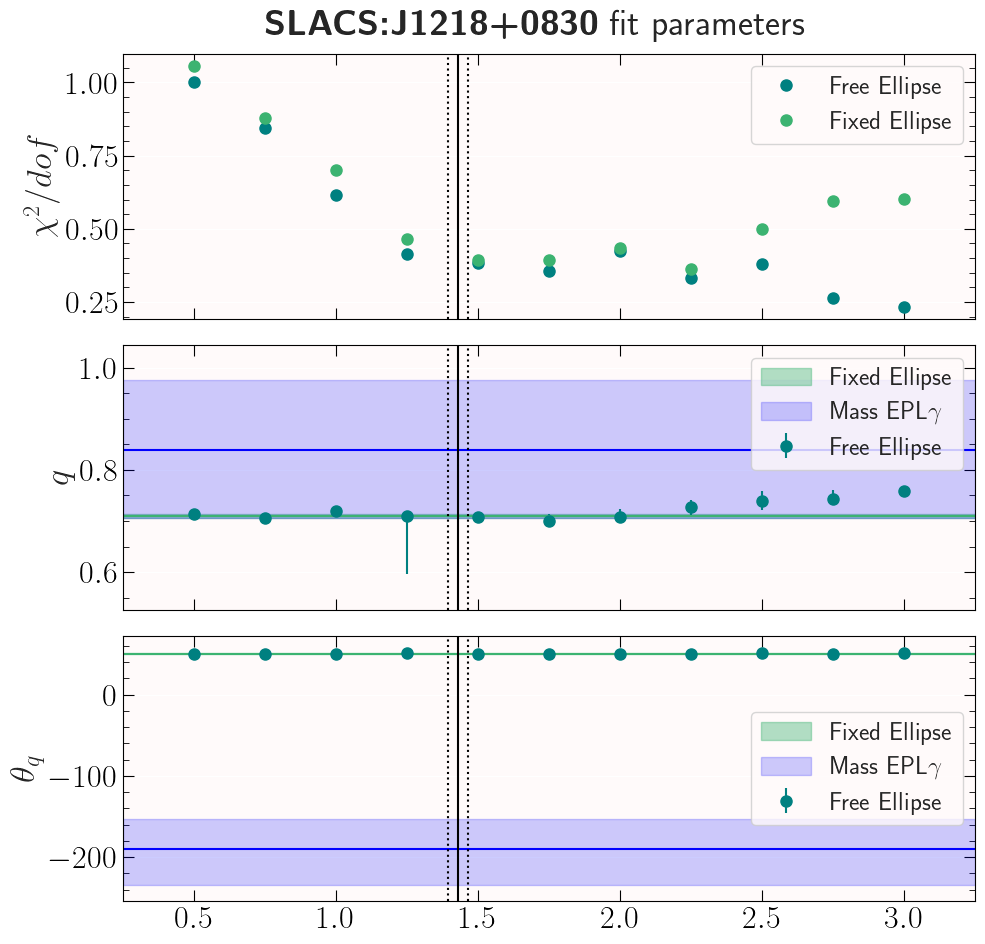 SLACS:J1218+0830 fit parameters
χ²/dof
1.00
0.75
0.50
0.25
Free Ellipse
Fixed Ellipse
q
1.0
0.8
0.6
Fixed Ellipse
Mass EPLγ
Free Ellipse
θq
0
−100
−200
Fixed Ellipse
Mass EPLγ
Free Ellipse
0.5 1.0 1.5 2.0 2.5 3.0